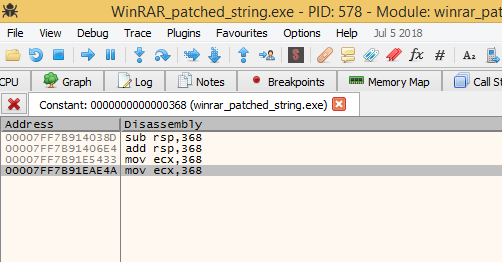 WinRAR_patched_string.exe - PID: 578 - Module: winrar_pa
File View Debug Trace Plugins Favourites Options Help Jul 5 2018
A₂ #
CPU Graph Log Notes Breakpoints Memory Map Call St
Constant: 0000000000000368 (winrar_patched_string.exe)
Address Disassembly
00007FF7B914038D sub rsp,368
00007FF7B91406E4 add rsp,368
00007FF7B91E5433 mov ecx,368
00007FF7B91EAE4A mov ecx,368